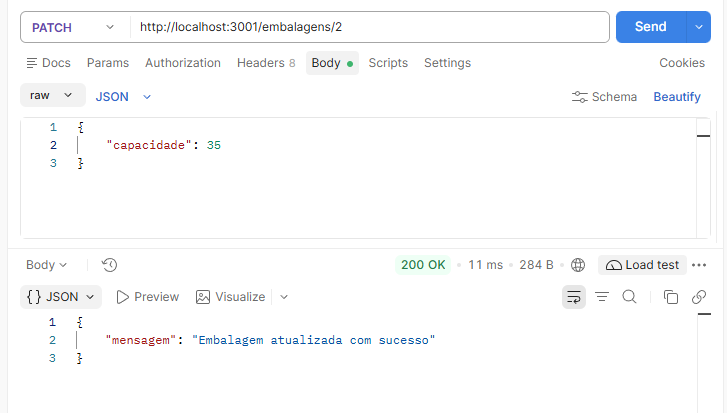 PATCH http://localhost:3001/embalagens/2 Send
Docs Params Authorization Headers 8 Body Scripts Settings Cookies
raw JSON Schema Beautify
1 {
2 "capacidade": 35
3 }
Body 200 OK • 11 ms • 284 B Load test
{} JSON Preview Visualize
1 {
2 "mensagem": "Embalagem atualizada com sucesso"
3 }